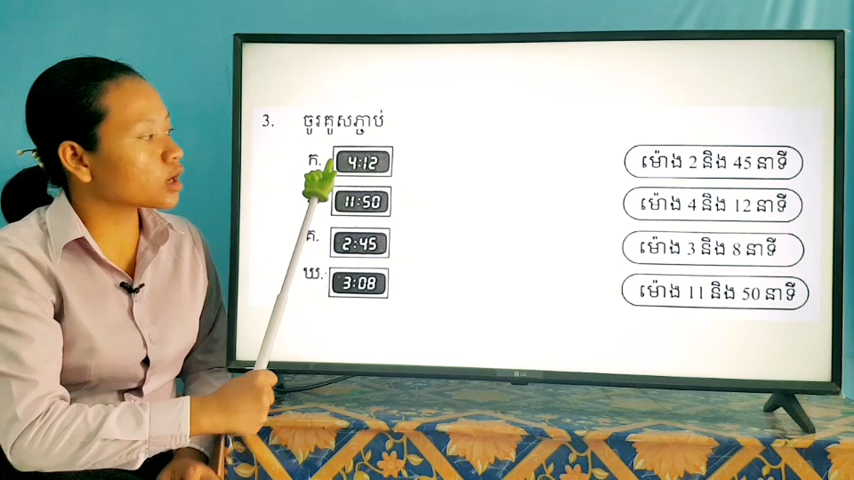 3. ចូរគូសភ្ជាប់
ក. 4:12
11:50
គ. 2:45
ឃ. 3:08
ម៉ោង 2 និង 45 នាទី
ម៉ោង 4 និង 12 នាទី
ម៉ោង 3 និង 8 នាទី
ម៉ោង 11 និង 50 នាទី
LG